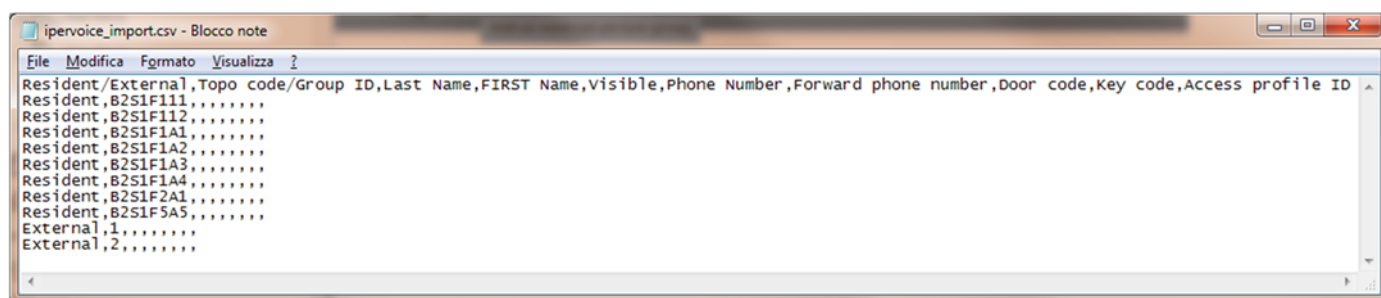 ipervoice_import.csv - Blocco note
File Modifica Formato Visualizza ?
Resident/External,Topo code/Group ID,Last Name,FIRST Name,Visible,Phone Number,Forward phone number,Door code,Key code,Access profile ID
Resident,B2S1F111,,,,,,,,
Resident,B2S1F112,,,,,,,,
Resident,B2S1F1A1,,,,,,,,
Resident,B2S1F1A2,,,,,,,,
Resident,B2S1F1A3,,,,,,,,
Resident,B2S1F1A4,,,,,,,,
Resident,B2S1F2A1,,,,,,,,
Resident,B2S1F5A5,,,,,,,,
External,1,,,,,,,,
External,2,,,,,,,,